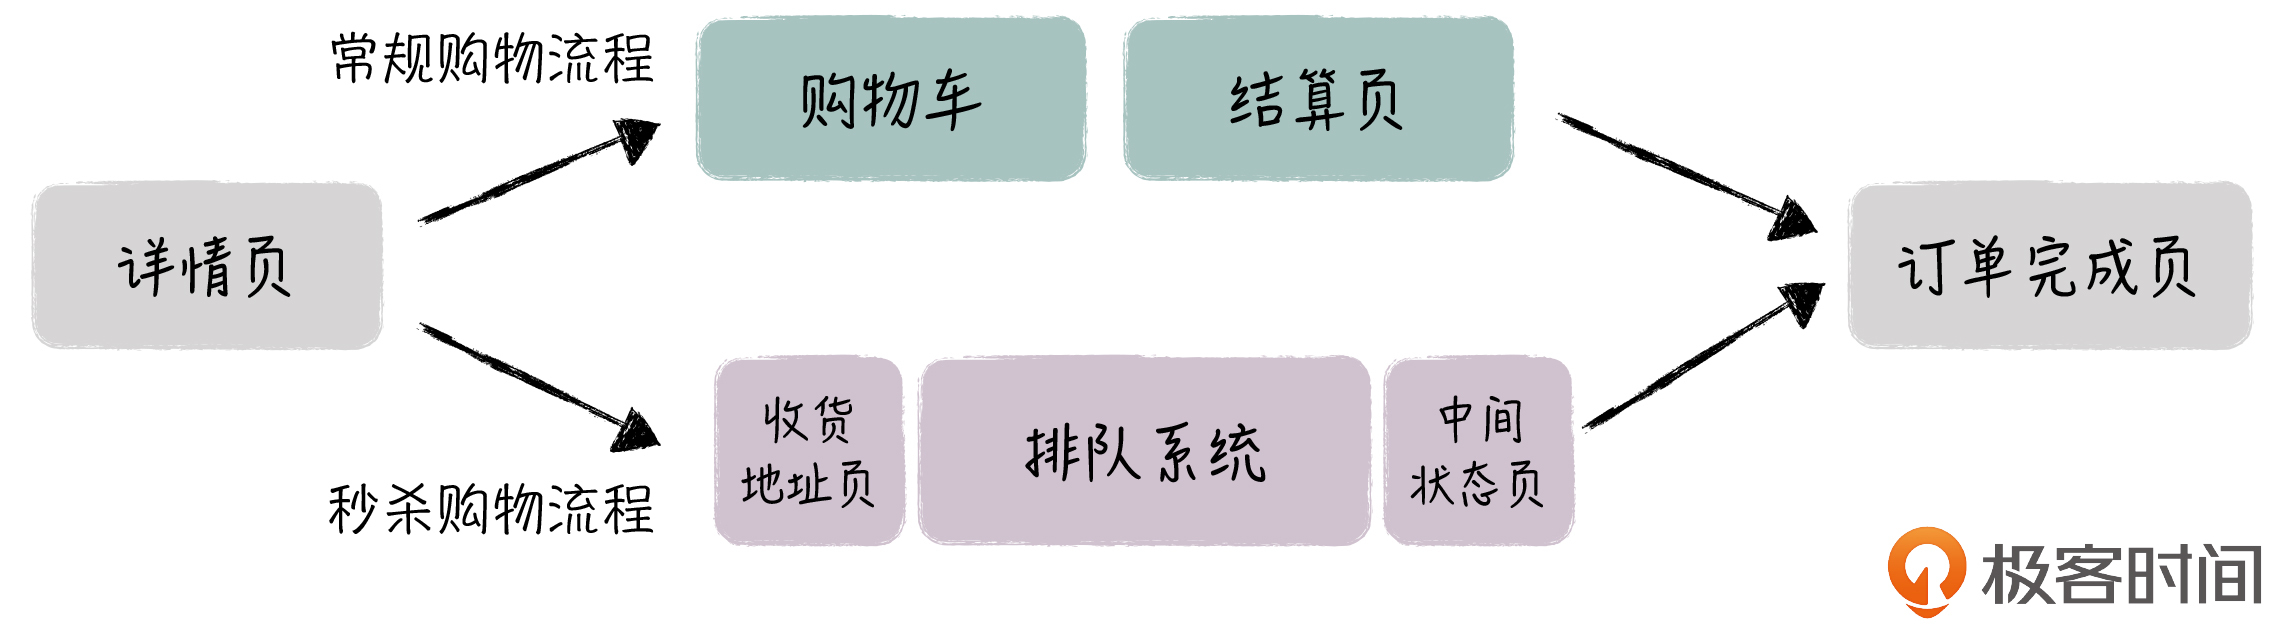 常规购物流程
购物车
结算页
详情页
订单完成页
收货
地址页
排队系统
中间
状态页
秒杀购物流程
极客时间